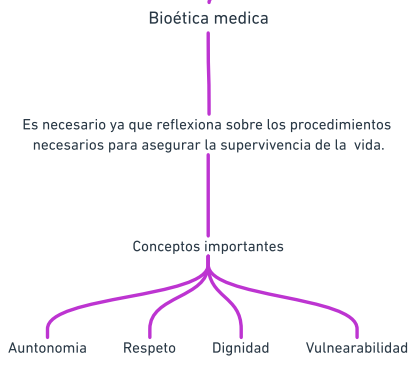 Bioética medica
Es necesario ya que reflexiona sobre los procedimientos
necesarios para asegurar la supervivencia de la vida.
Conceptos importantes
Auntonomia Respeto Dignidad Vulnearabilidad